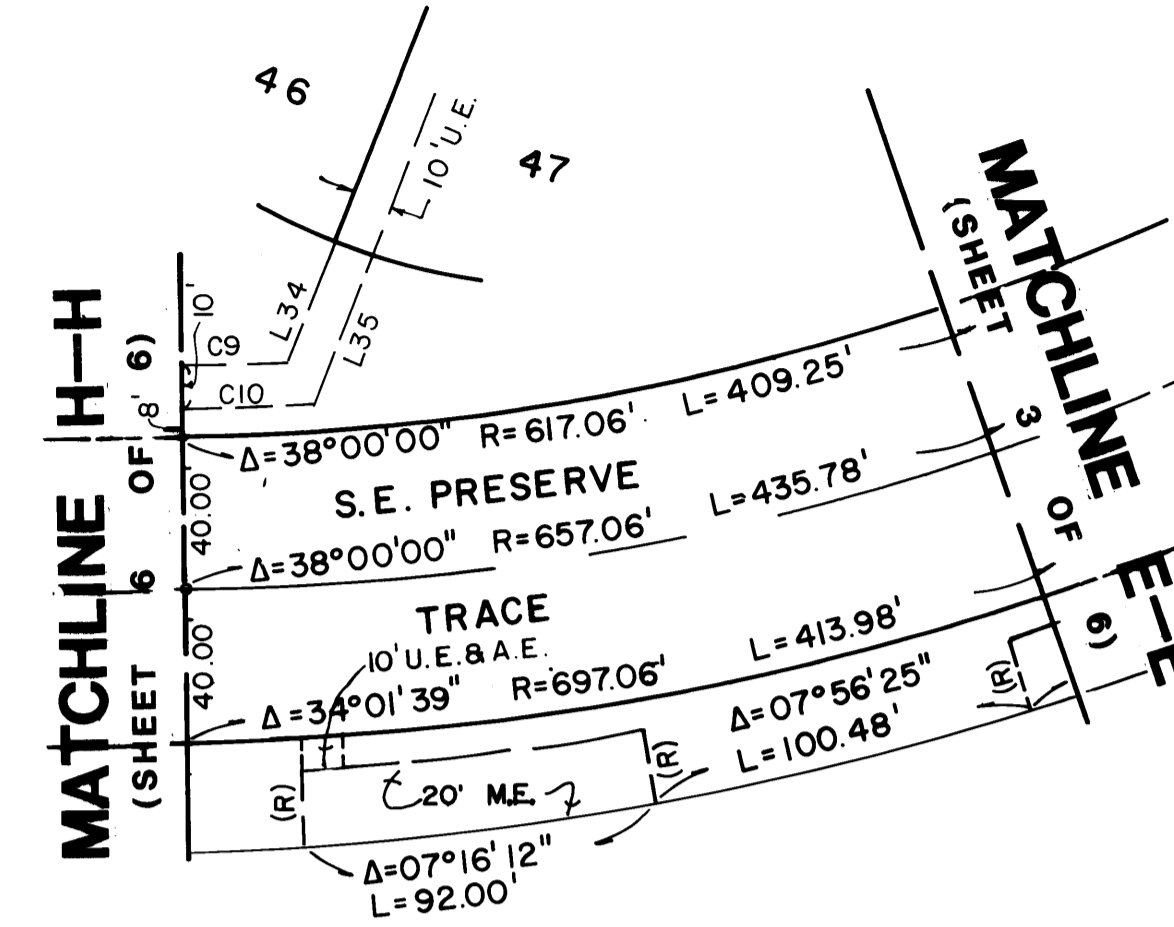 46
47
10' U.E.
L34
L35
10'
C9
C10
8'
MATCHLINE H-H
(SHEET 6 OF 6)
MATCHLINE E-E
(SHEET 3 OF 6)
Δ=38°00'00" R=617.06' L=409.25'
S.E. PRESERVE
40.00
Δ=38°00'00" R=657.06' L=435.78'
TRACE
40.00
10' U.E. & A.E.
Δ=34°01'39" R=697.06' L=413.98'
Δ=07°56'25"
L=100.48'
(R)
(R)
(R)
20' M.E.
Δ=07°16'12"
L=92.00'